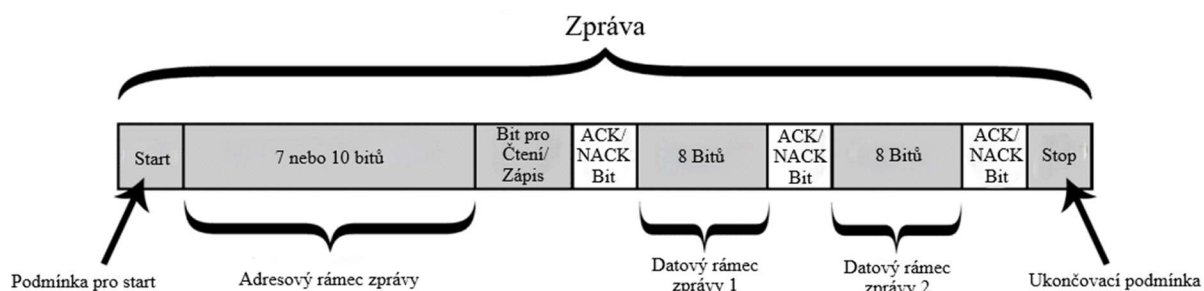 Zpráva
Start
7 nebo 10 bitů
Bit pro
Čtení/
Zápis
ACK/
NACK
Bit
8 Bitů
ACK/
NACK
Bit
8 Bitů
ACK/
NACK
Bit
Stop
Podmínka pro start
Adresový rámec zprávy
Datový rámec
zprávy 1
Datový rámec
zprávy 2
Ukončovací podmínka